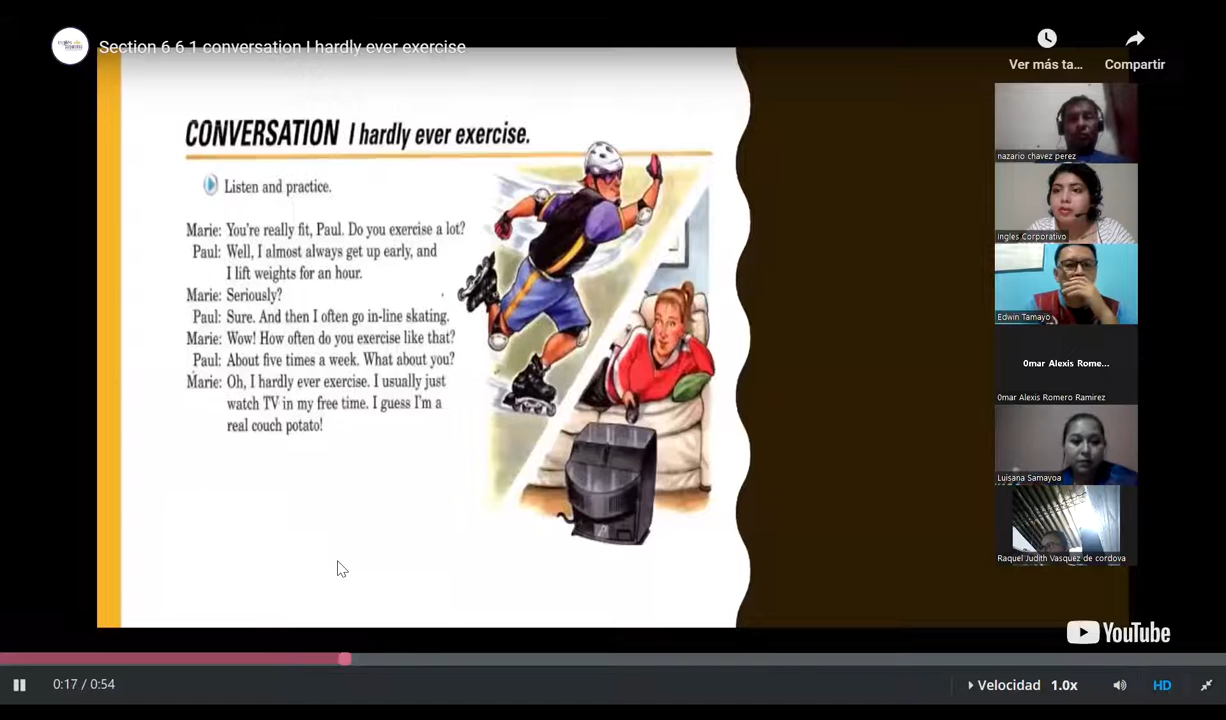 Section 6 6 1 conversation I hardly ever exercise
Ver más ta...
Compartir
CONVERSATION I hardly ever exercise.
Listen and practice.
Marie: You're really fit, Paul. Do you exercise a lot?
Paul: Well, I almost always get up early, and
I lift weights for an hour.
Marie: Seriously?
Paul: Sure. And then I often go in-line skating.
Marie: Wow! How often do you exercise like that?
Paul: About five times a week. What about you?
Marie: Oh, I hardly ever exercise. I usually just
watch TV in my free time. I guess I'm a
real couch potato!
nazario chavez perez
Ingles Corporativo
Edwin Tamayo
0mar Alexis Rome...
0mar Alexis Romero Ramirez
Luisana Samayoa
Raquel Judith Vasquez de cordova
YouTube
0:17 / 0:54
Velocidad 1.0x
HD